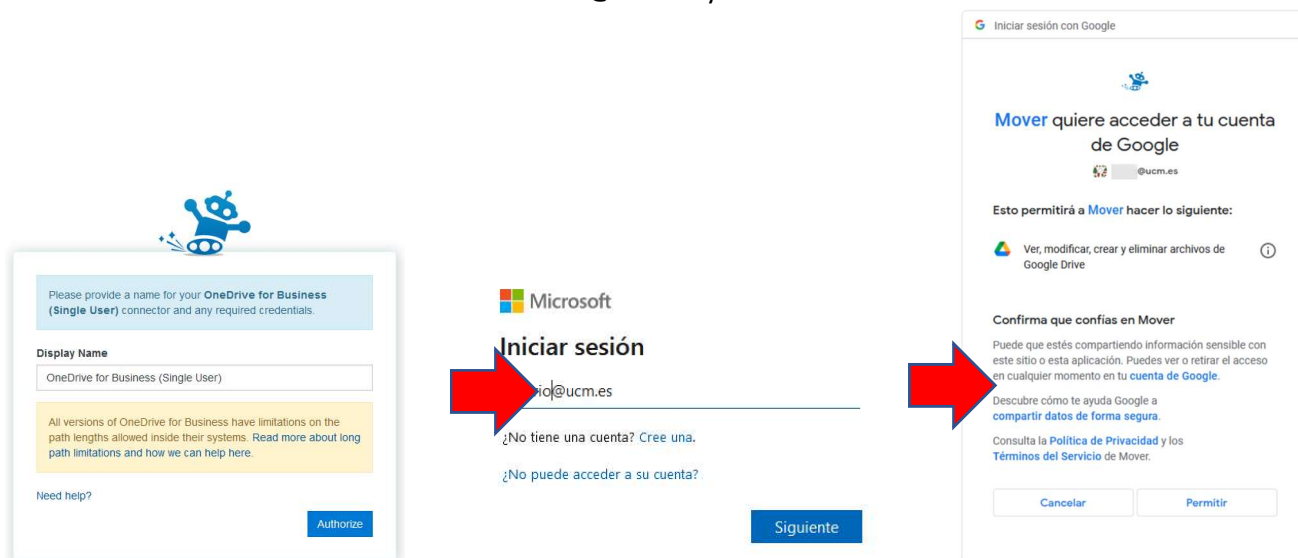 Please provide a name for your OneDrive for Business
(Single User) connector and any required credentials.
Display Name
OneDrive for Business (Single User)
All versions of OneDrive for Business have limitations on the
path lengths allowed inside their systems. Read more about long
path limitations and how we can help here.
Need help?
Authorize
Microsoft
Iniciar sesión
@ucm.es
¿No tiene una cuenta? Cree una.
¿No puede acceder a su cuenta?
Siguiente
G Iniciar sesión con Google
Mover quiere acceder a tu cuenta
de Google
@ucm.es
Esto permitirá a Mover hacer lo siguiente:
Ver, modificar, crear y eliminar archivos de
Google Drive
Confirma que confías en Mover
Puede que estés compartiendo información sensible con
este sitio o esta aplicación. Puedes ver o retirar el acceso
en cualquier momento en tu cuenta de Google.
Descubre cómo te ayuda Google a
compartir datos de forma segura.
Consulta la Política de Privacidad y los
Términos del Servicio de Mover.
Cancelar
Permitir